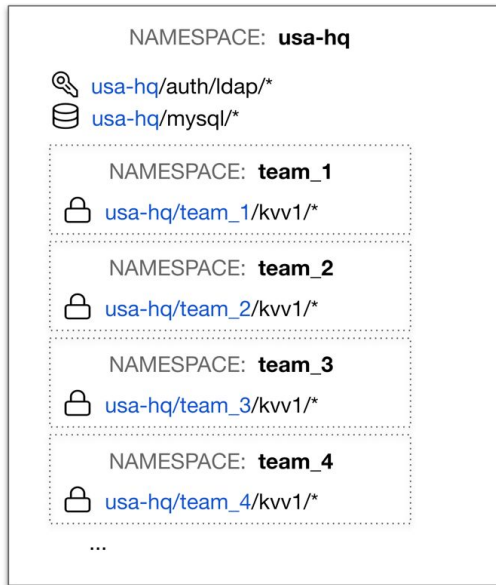 NAMESPACE: usa-hq
usa-hq/auth/ldap/*
usa-hq/mysql/*
NAMESPACE: team_1
usa-hq/team_1/kvv1/*
NAMESPACE: team_2
usa-hq/team_2/kvv1/*
NAMESPACE: team_3
usa-hq/team_3/kvv1/*
NAMESPACE: team_4
usa-hq/team_4/kvv1/*
...